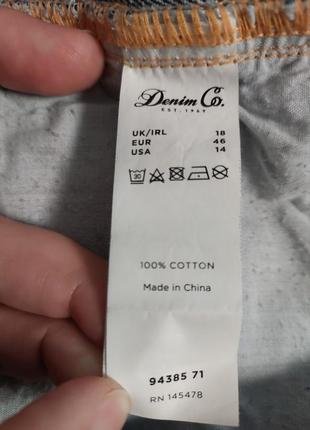 Denim Co.
EST. 1969
UK/IRL 18
EUR 46
USA 14
30
100% COTTON
Made in China
94385 71
RN 145478